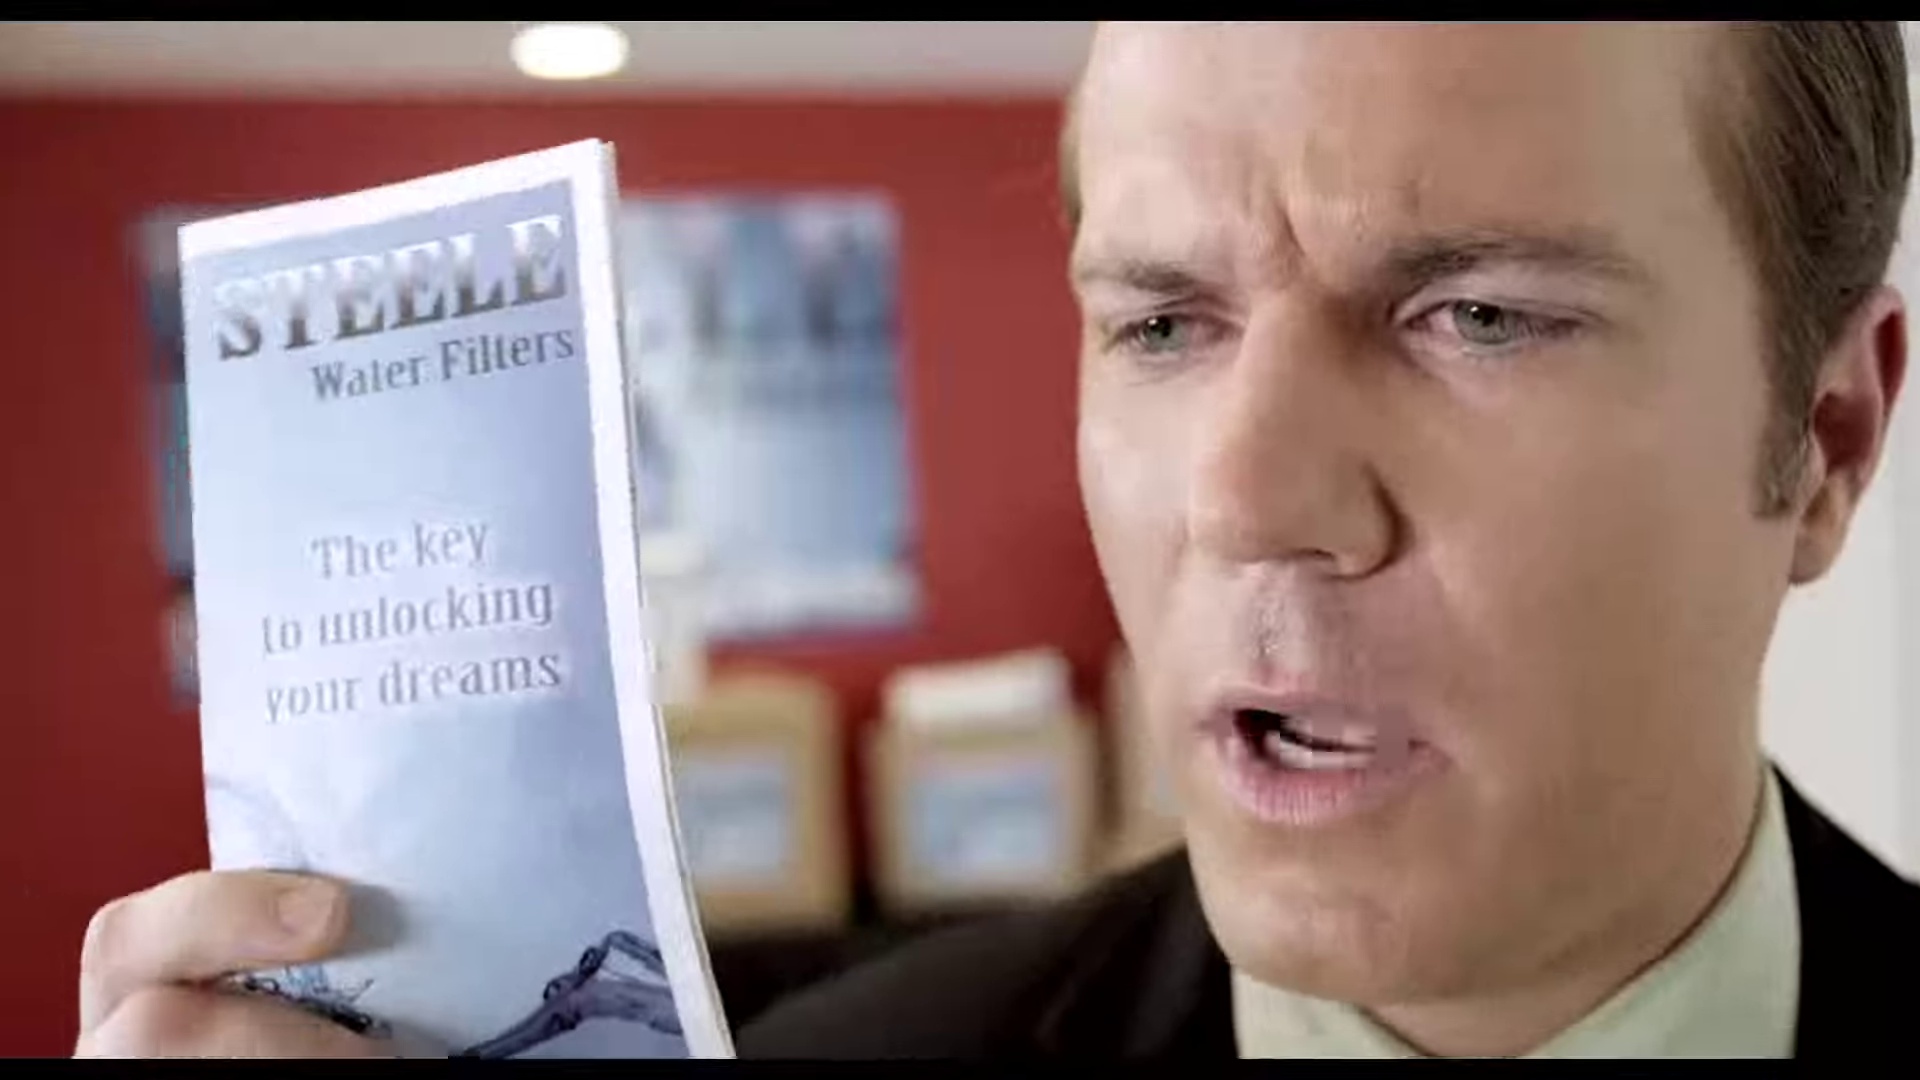 STEELE
Water Filters
The key
to unlocking
your dreams